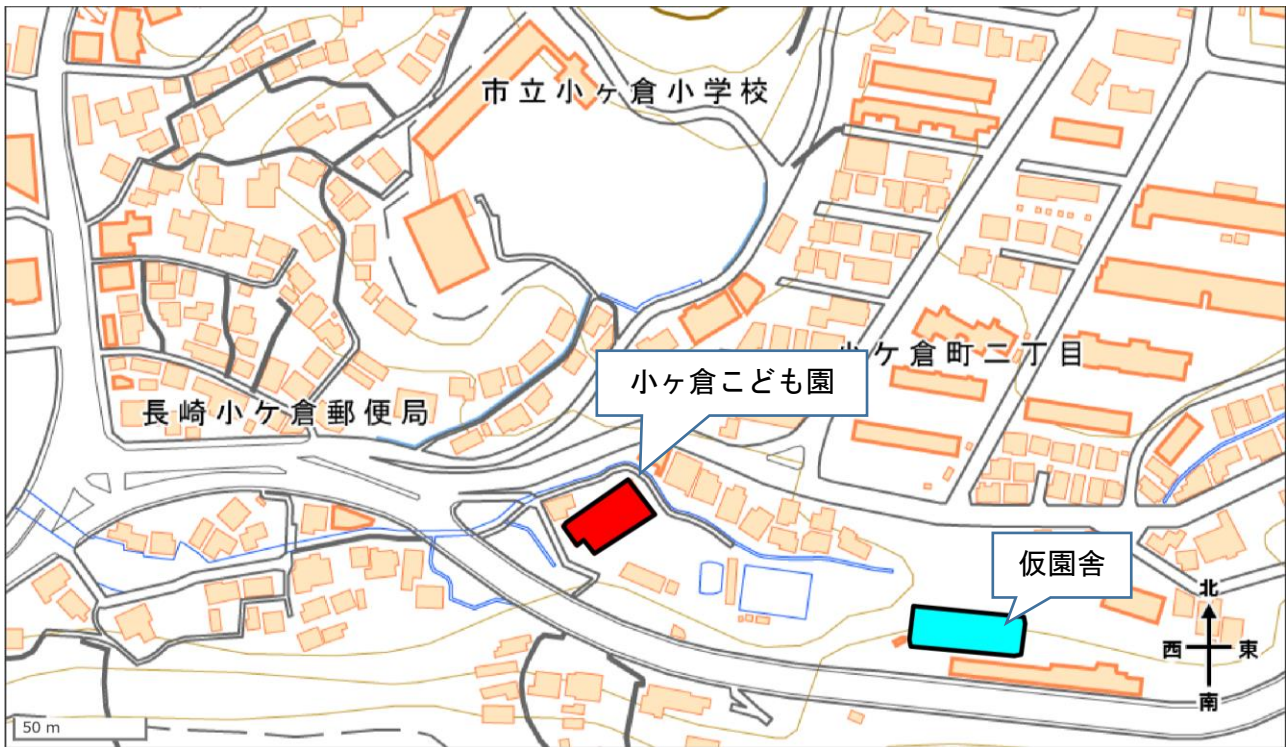 市立小ヶ倉小学校
小ケ倉町二丁目
小ヶ倉こども園
長崎小ケ倉郵便局
仮園舎
北
西 東
南
50 m